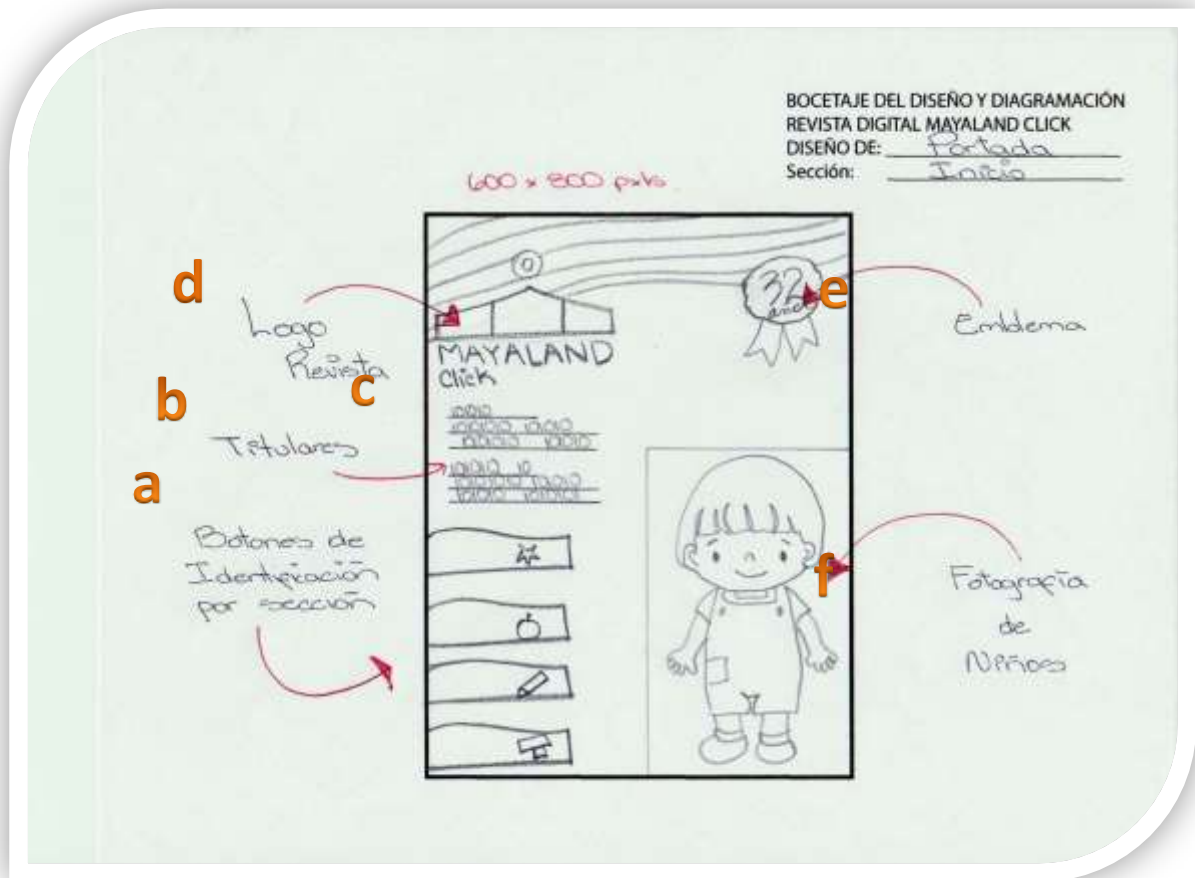 BOCETAJE DEL DISEÑO Y DIAGRAMACIÓN
REVISTA DIGITAL MAYALAND CLICK
DISEÑO DE: Portada
Sección: Inicio
600 x 800 pxls
d
Logo
Revista
c
b
Titulares
a
Botones de
Identificación
por sección
MAYALAND
Click
32
años
e
Emblema
f
Fotografía
de
Niños